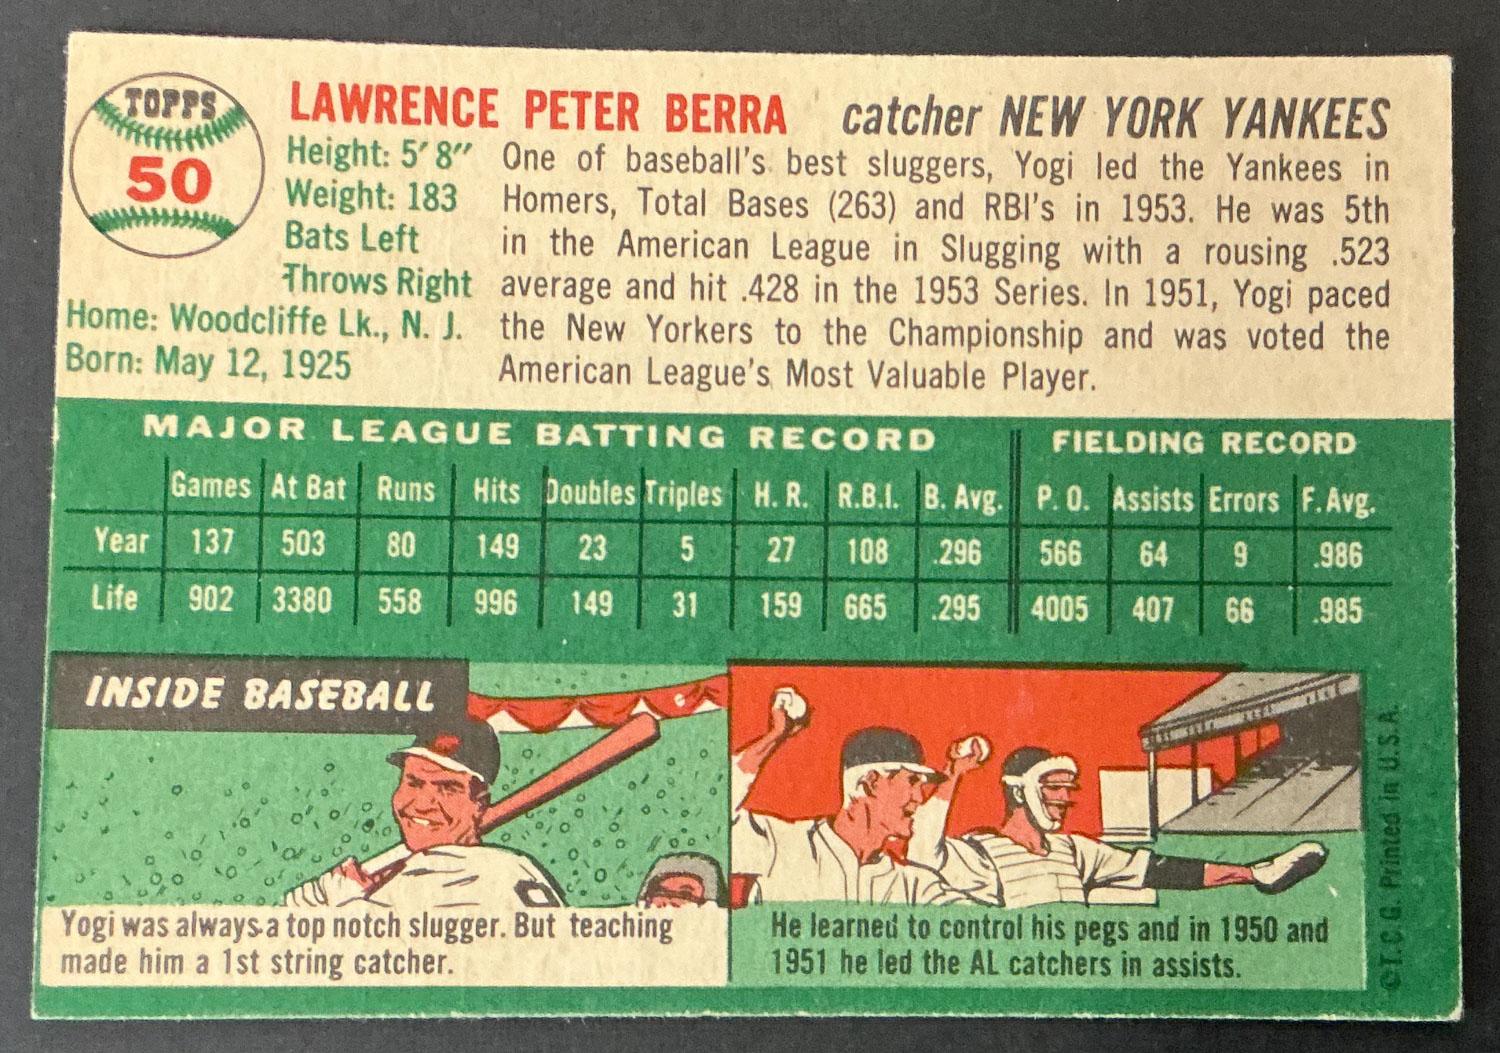 TOPPS
50
LAWRENCE PETER BERRA catcher NEW YORK YANKEES
Height: 5′ 8″
Weight: 183
Bats Left
Throws Right
Home: Woodcliffe Lk., N. J.
Born: May 12, 1925
One of baseball's best sluggers, Yogi led the Yankees in
Homers, Total Bases (263) and RBI's in 1953. He was 5th
in the American League in Slugging with a rousing .523
average and hit .428 in the 1953 Series. In 1951, Yogi paced
the New Yorkers to the Championship and was voted the
American League's Most Valuable Player.
MAJOR LEAGUE BATTING RECORD FIELDING RECORD
Games At Bat Runs Hits Doubles Triples H. R. R.B.I. B. Avg. P. O. Assists Errors F. Avg.
Year 137 503 80 149 23 5 27 108 .296 566 64 9 .986
Life 902 3380 558 996 149 31 159 665 .295 4005 407 66 .985
INSIDE BASEBALL
Yogi was always a top notch slugger. But teaching
made him a 1st string catcher.
He learned to control his pegs and in 1950 and
1951 he led the AL catchers in assists.
©T.C.G. Printed in U.S.A.